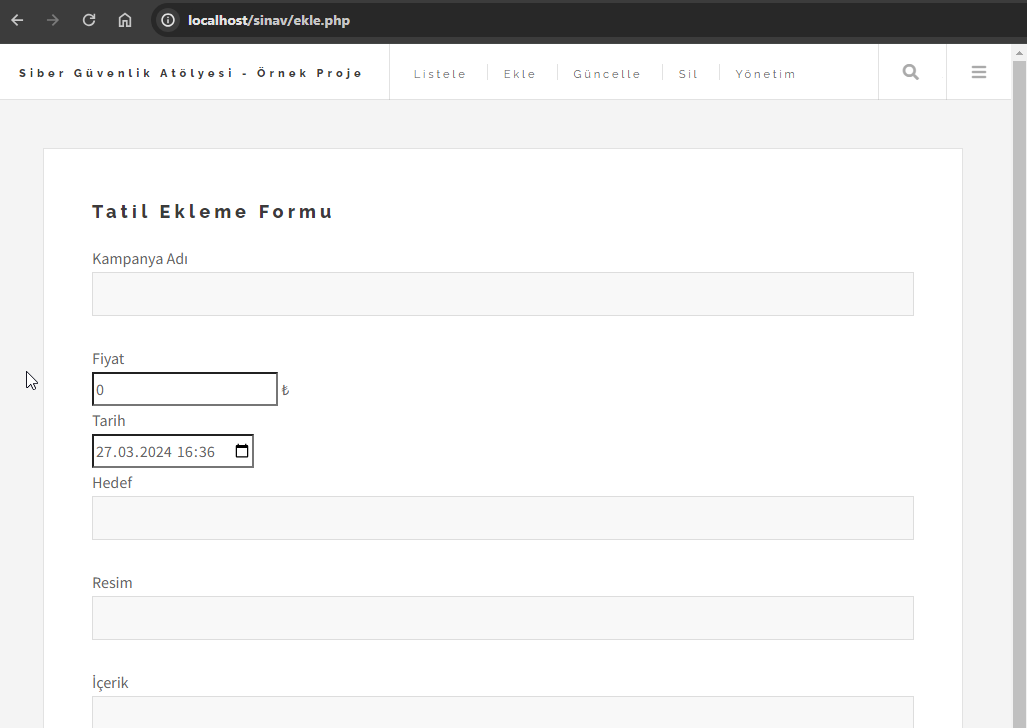 localhost/sinav/ekle.php
Siber Güvenlik Atölyesi - Örnek Proje
Listele
Ekle
Güncelle
Sil
Yönetim
Tatil Ekleme Formu
Kampanya Adı
Fiyat
0 ₺
Tarih
27.03.2024 16:36
Hedef
Resim
İçerik